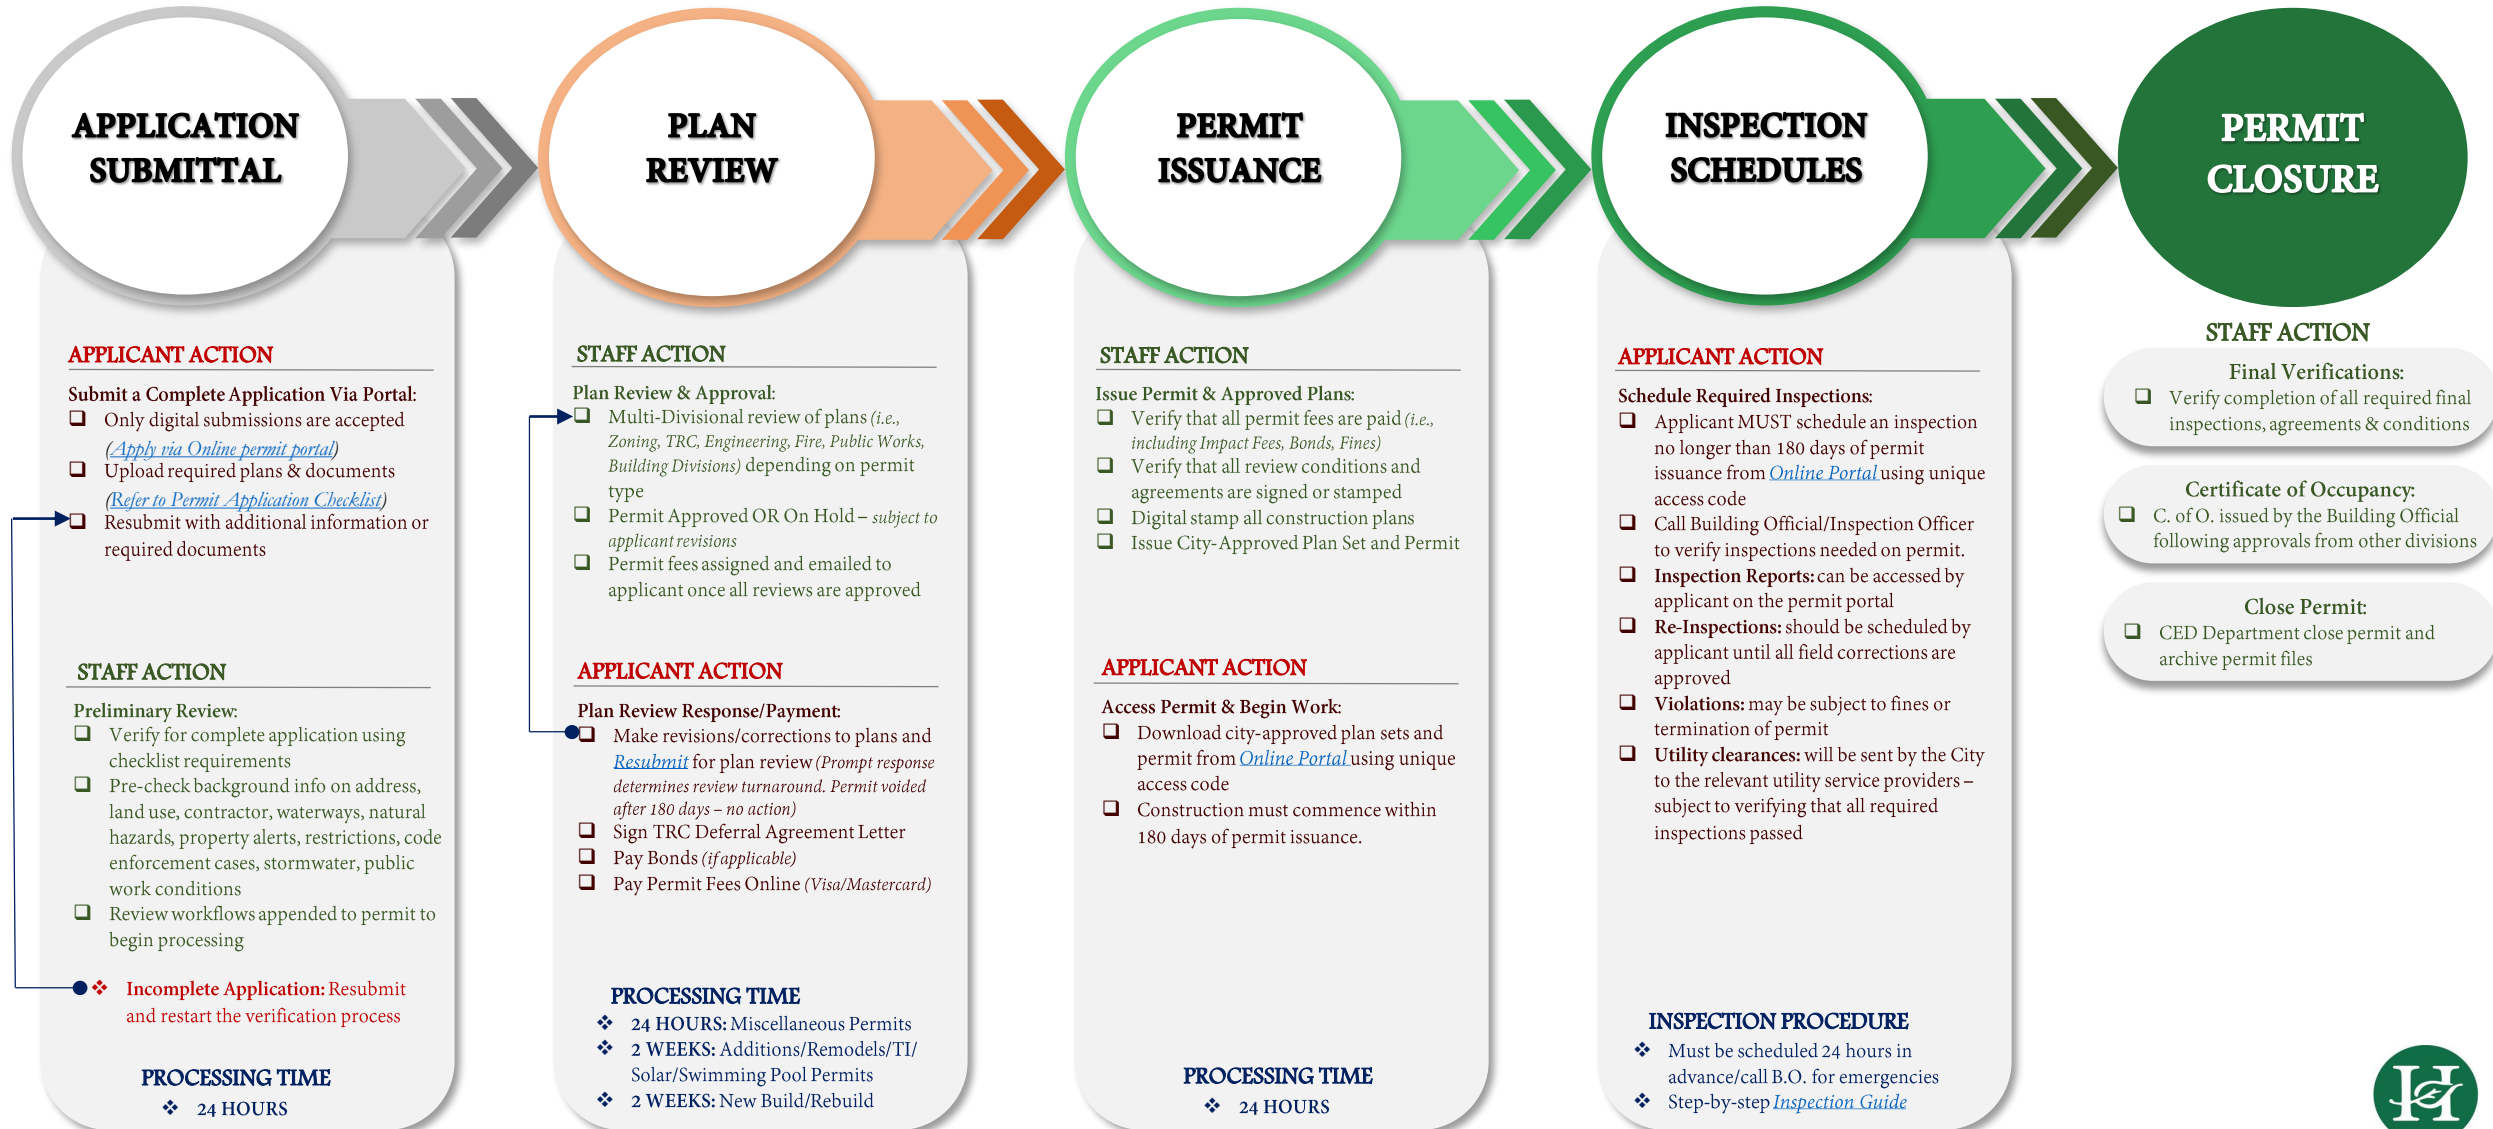 APPLICATION
SUBMITTAL
APPLICANT ACTION
Submit a Complete Application Via Portal:
Only digital submissions are accepted
(Apply via Online permit portal)
Upload required plans & documents
(Refer to Permit Application Checklist)
Resubmit with additional information or
required documents
STAFF ACTION
Preliminary Review:
Verify for complete application using
checklist requirements
Pre-check background info on address,
land use, contractor, waterways, natural
hazards, property alerts, restrictions, code
enforcement cases, stormwater, public
work conditions
Review workflows appended to permit to
begin processing
Incomplete Application: Resubmit
and restart the verification process
PROCESSING TIME
24 HOURS
PLAN
REVIEW
STAFF ACTION
Plan Review & Approval:
Multi-Divisional review of plans (i.e.,
Zoning, TRC, Engineering, Fire, Public Works,
Building Divisions) depending on permit
type
Permit Approved OR On Hold – subject to
applicant revisions
Permit fees assigned and emailed to
applicant once all reviews are approved
APPLICANT ACTION
Plan Review Response/Payment:
Make revisions/corrections to plans and
Resubmit for plan review (Prompt response
determines review turnaround. Permit voided
after 180 days – no action)
Sign TRC Deferral Agreement Letter
Pay Bonds (if applicable)
Pay Permit Fees Online (Visa/Mastercard)
PROCESSING TIME
24 HOURS: Miscellaneous Permits
2 WEEKS: Additions/Remodels/TI/
Solar/Swimming Pool Permits
2 WEEKS: New Build/Rebuild
PERMIT
ISSUANCE
STAFF ACTION
Issue Permit & Approved Plans:
Verify that all permit fees are paid (i.e.,
including Impact Fees, Bonds, Fines)
Verify that all review conditions and
agreements are signed or stamped
Digital stamp all construction plans
Issue City-Approved Plan Set and Permit
APPLICANT ACTION
Access Permit & Begin Work:
Download city-approved plan sets and
permit from Online Portal using unique
access code
Construction must commence within
180 days of permit issuance.
PROCESSING TIME
24 HOURS
INSPECTION
SCHEDULES
APPLICANT ACTION
Schedule Required Inspections:
Applicant MUST schedule an inspection
no longer than 180 days of permit
issuance from Online Portal using unique
access code
Call Building Official/Inspection Officer
to verify inspections needed on permit.
Inspection Reports: can be accessed by
applicant on the permit portal
Re-Inspections: should be scheduled by
applicant until all field corrections are
approved
Violations: may be subject to fines or
termination of permit
Utility clearances: will be sent by the City
to the relevant utility service providers –
subject to verifying that all required
inspections passed
INSPECTION PROCEDURE
Must be scheduled 24 hours in
advance/call B.O. for emergencies
Step-by-step Inspection Guide
PERMIT
CLOSURE
STAFF ACTION
Final Verifications:
Verify completion of all required final
inspections, agreements & conditions
Certificate of Occupancy:
C. of O. issued by the Building Official
following approvals from other divisions
Close Permit:
CED Department close permit and
archive permit files
H